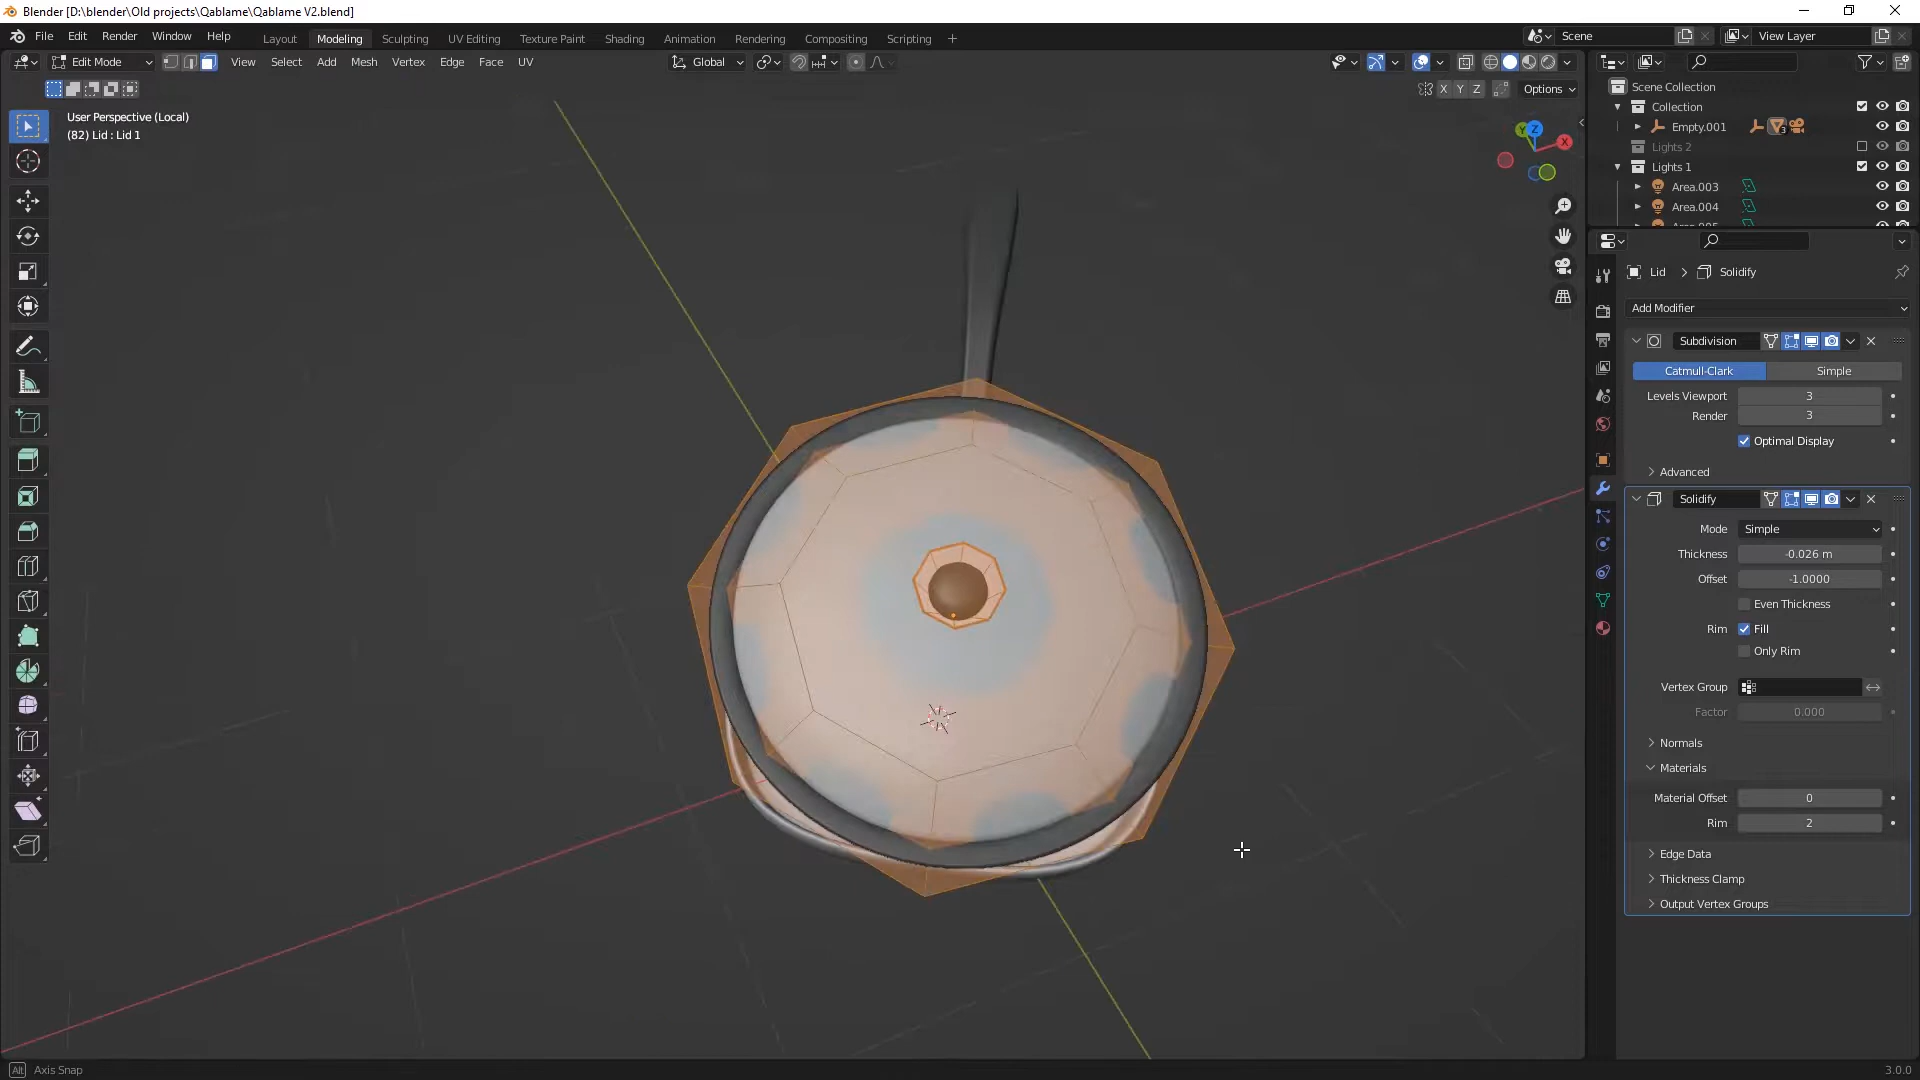 Blender [D:\blender\Old projects\Qablame\Qablame V2.blend]
File Edit Render Window Help Layout Modeling Sculpting UV Editing Texture Paint Shading Animation Rendering Compositing Scripting + Scene View Layer
Edit Mode View Select Add Mesh Vertex Edge Face UV Global
X Y Z Options
User Perspective (Local)
(82) Lid : Lid 1
Y Z X
Scene Collection
Collection
Empty.001 3
Lights 2
Lights 1
Area.003
Area.004
Lid > Solidify
Add Modifier
Subdivision
Catmull-Clark Simple
Levels Viewport 3
Render 3
Optimal Display
Advanced
Solidify
Mode Simple
Thickness -0.026 m
Offset -1.0000
Even Thickness
Rim Fill
Only Rim
Vertex Group
Factor 0.000
Normals
Materials
Material Offset 0
Rim 2
Edge Data
Thickness Clamp
Output Vertex Groups
Alt Axis Snap 3.0.0